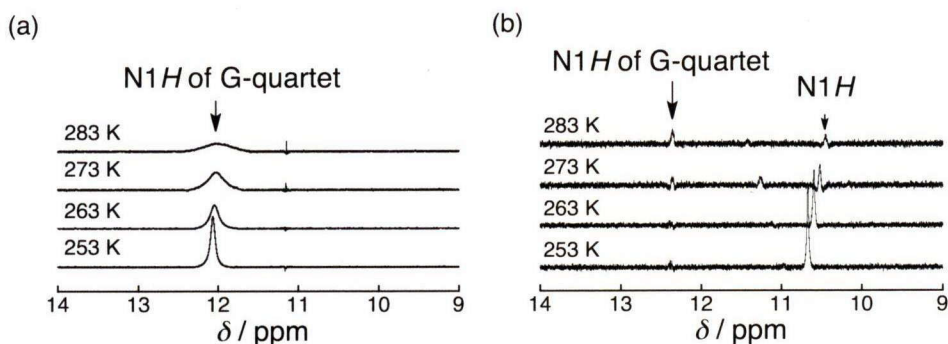 (a)
N1H of G-quartet
283 K
273 K
263 K
253 K
14 13 12 11 10 9
δ / ppm
(b)
N1H of G-quartet
N1H
283 K
273 K
263 K
253 K
14 13 12 11 10 9
δ / ppm